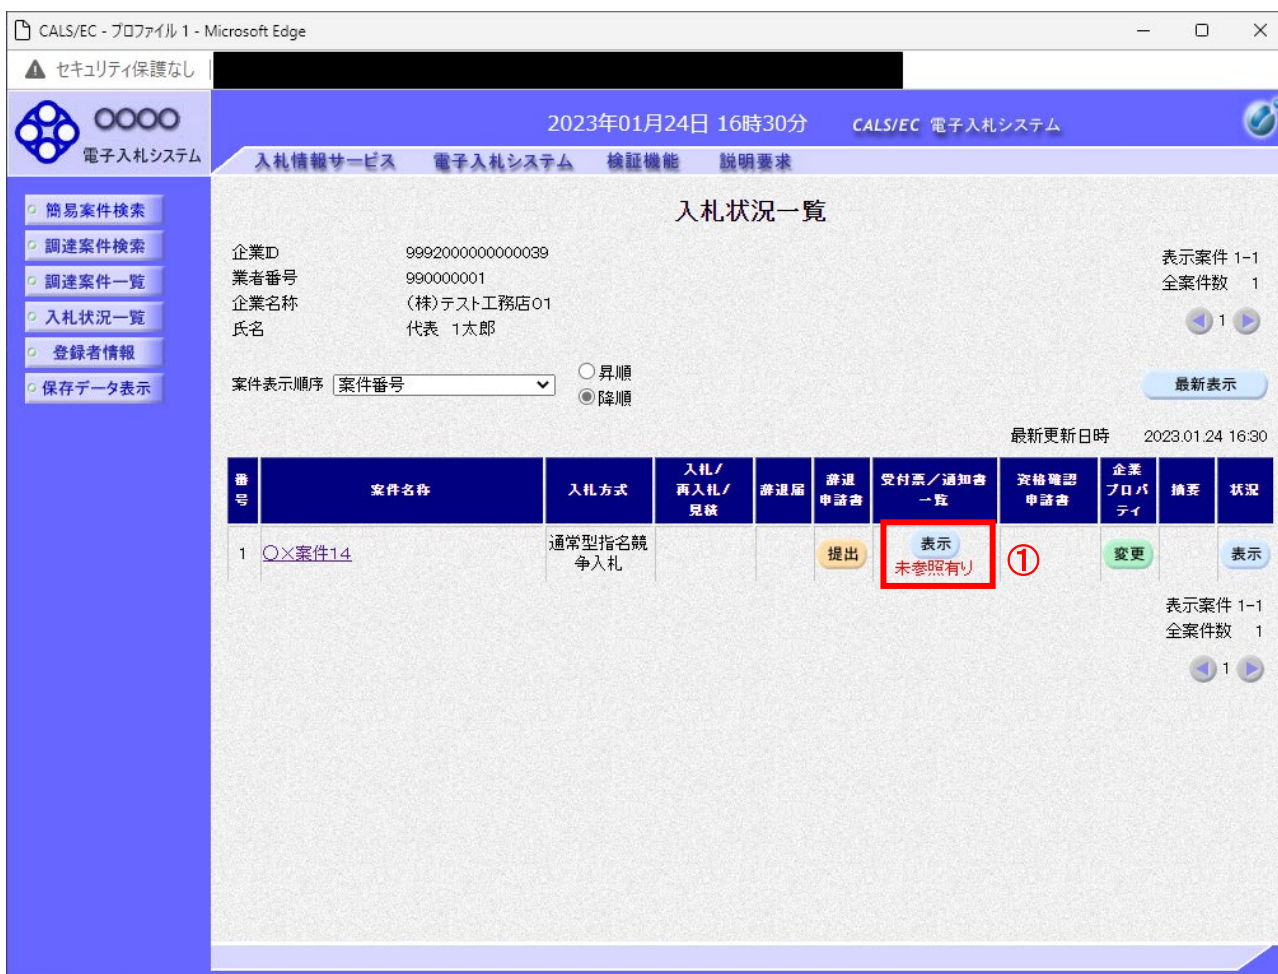 CALS/EC - プロファイル 1 - Microsoft Edge
セキュリティ保護なし
○○○○
電子入札システム
2023年01月24日 16時30分 CALS/EC 電子入札システム
入札情報サービス 電子入札システム 検証機能 説明要求
簡易案件検索
調達案件検索
調達案件一覧
入札状況一覧
登録者情報
保存データ表示
入札状況一覧
企業ID 9992000000000039
業者番号 990000001
企業名称 (株)テスト工務店01
氏名 代表 1太郎
表示案件 1-1
全案件数 1
1
案件表示順序 案件番号
昇順
降順
最新表示
最新更新日時 2023.01.24 16:30
番号 案件名称 入札方式 入札/再入札/見積 辞退届 辞退申請書 受付票/通知書一覧 資格確認申請書 企業プロパティ 摘要 状況
1 ○×案件14 通常型指名競争入札 提出 表示 未参照有り ① 変更 表示
表示案件 1-1
全案件数 1
1